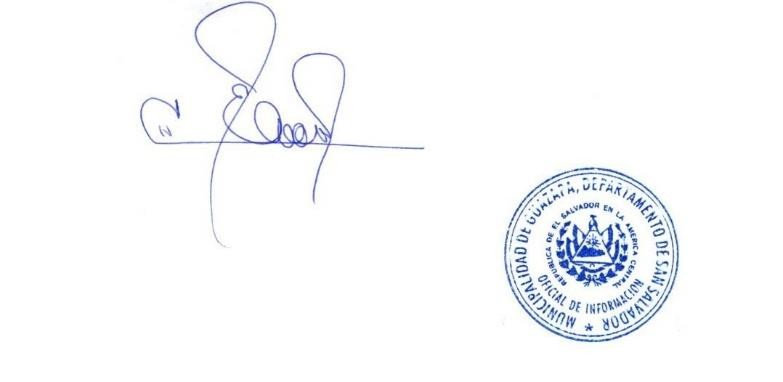 MUNICIPALIDAD DE GUAZAPA, DEPARTAMENTO DE SAN SALVADOR
REPUBLICA DE EL SALVADOR EN LA AMERICA CENTRAL
OFICIAL DE INFORMACION